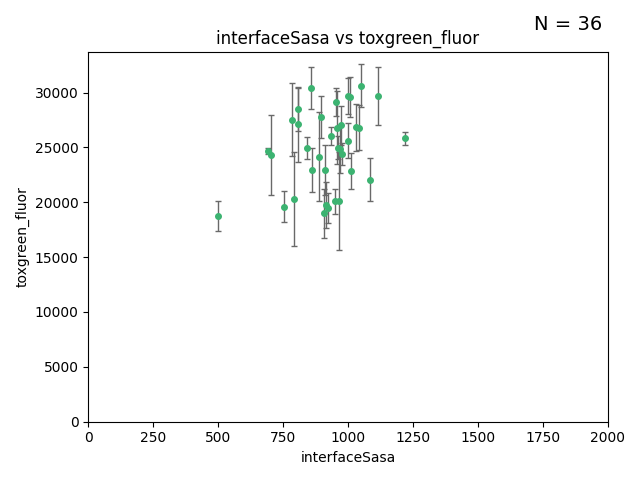 N = 36
interfaceSasa vs toxgreen_fluor
toxgreen_fluor
30000
25000
20000
15000
10000
5000
0
0 250 500 750 1000 1250 1500 1750 2000
interfaceSasa